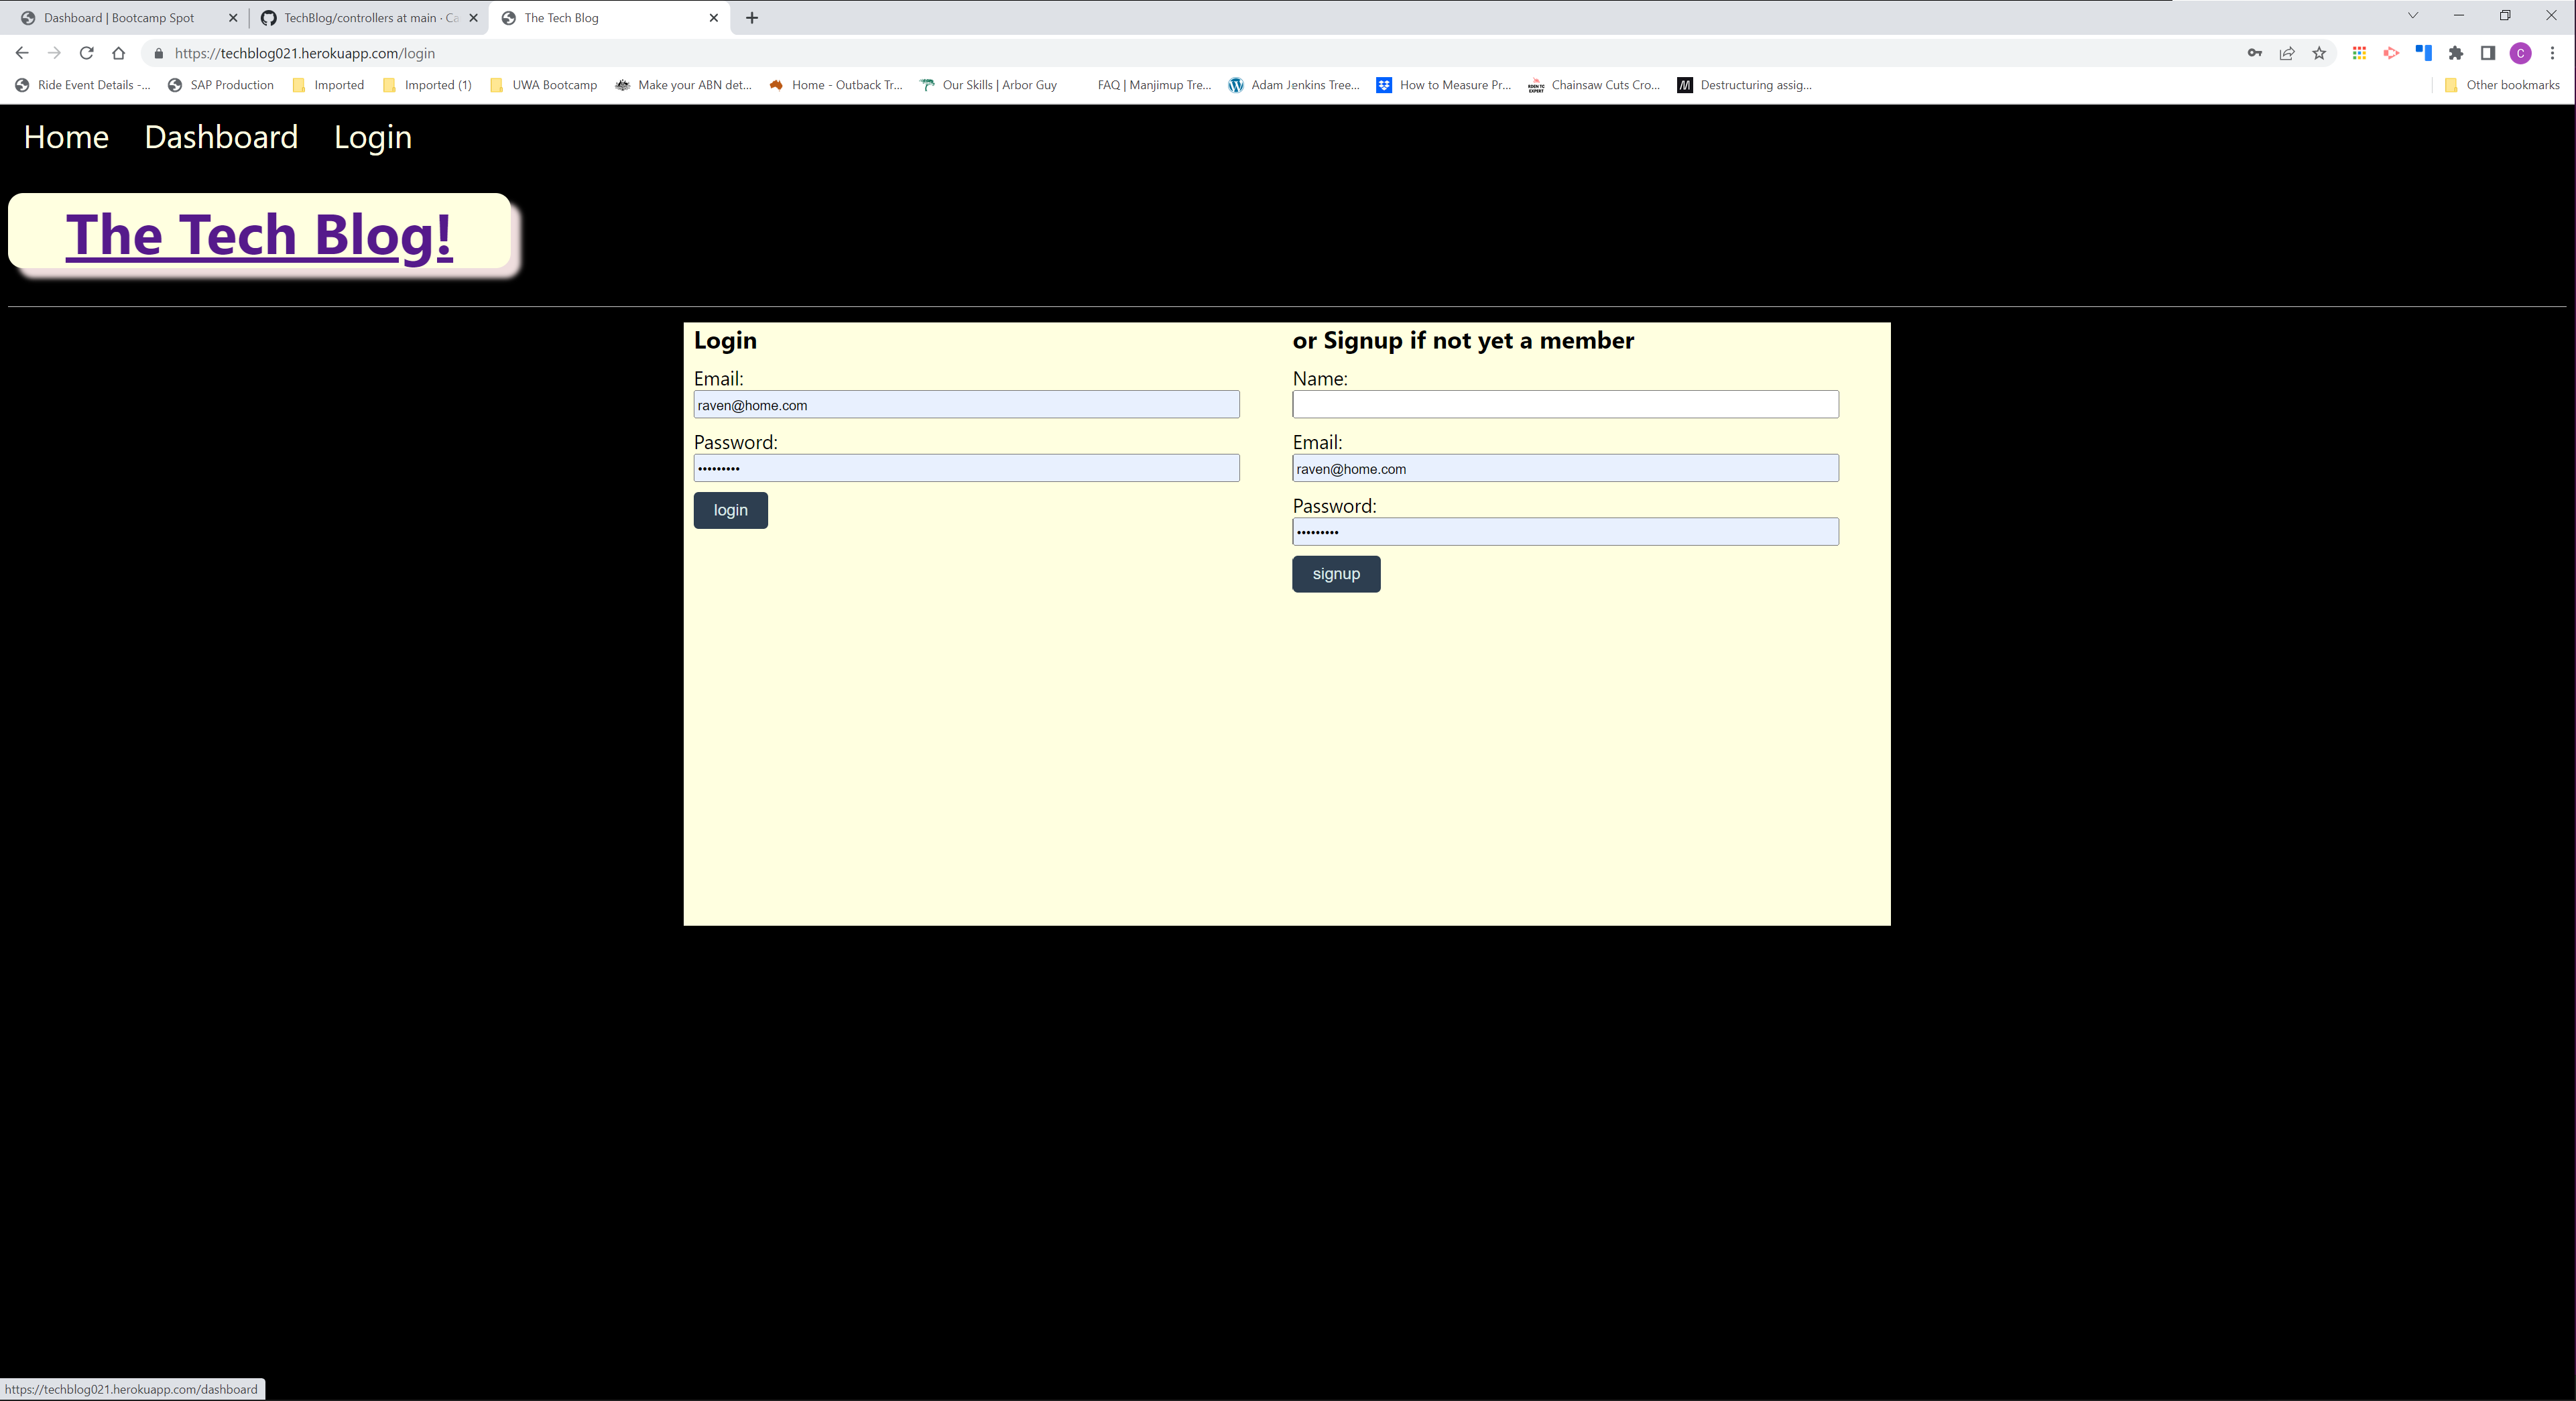 Dashboard | Bootcamp Spot
TechBlog/controllers at main · Ca
The Tech Blog
https://techblog021.herokuapp.com/login
C
Ride Event Details -...
SAP Production
Imported
Imported (1)
UWA Bootcamp
Make your ABN det...
Home - Outback Tr...
Our Skills | Arbor Guy
FAQ | Manjimup Tre...
Adam Jenkins Tree...
How to Measure Pr...
Chainsaw Cuts Cro...
Destructuring assig...
Other bookmarks
Home Dashboard Login
The Tech Blog!
Login
Email:
raven@home.com
Password:
•••••••••
login
or Signup if not yet a member
Name:
Email:
raven@home.com
Password:
•••••••••
signup
https://techblog021.herokuapp.com/dashboard